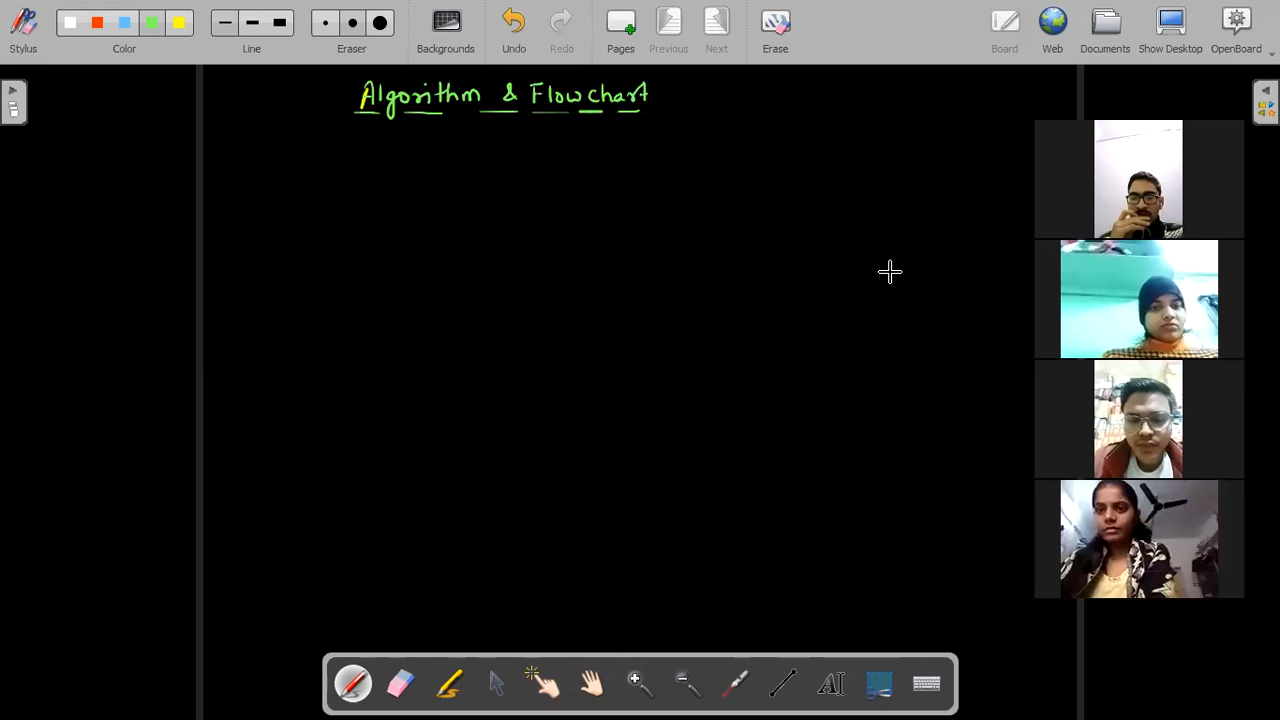 Stylus Color Line Eraser Backgrounds Undo Redo Pages Previous Next Erase Board Web Documents Show Desktop OpenBoard
Algorithm & Flowchart
AI